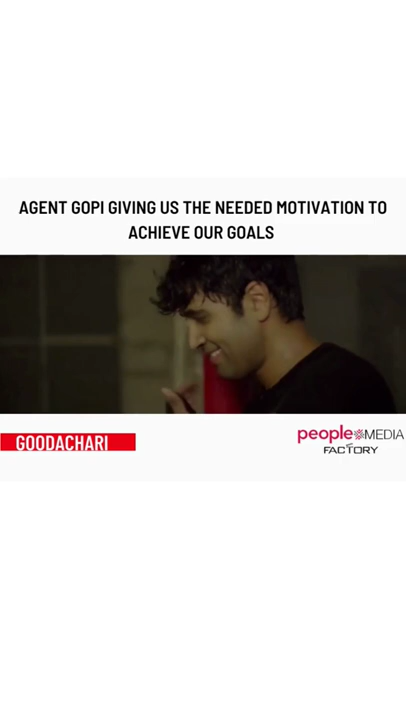 AGENT GOPI GIVING US THE NEEDED MOTIVATION TO
ACHIEVE OUR GOALS
GOODACHARI
people MEDIA
FACTORY